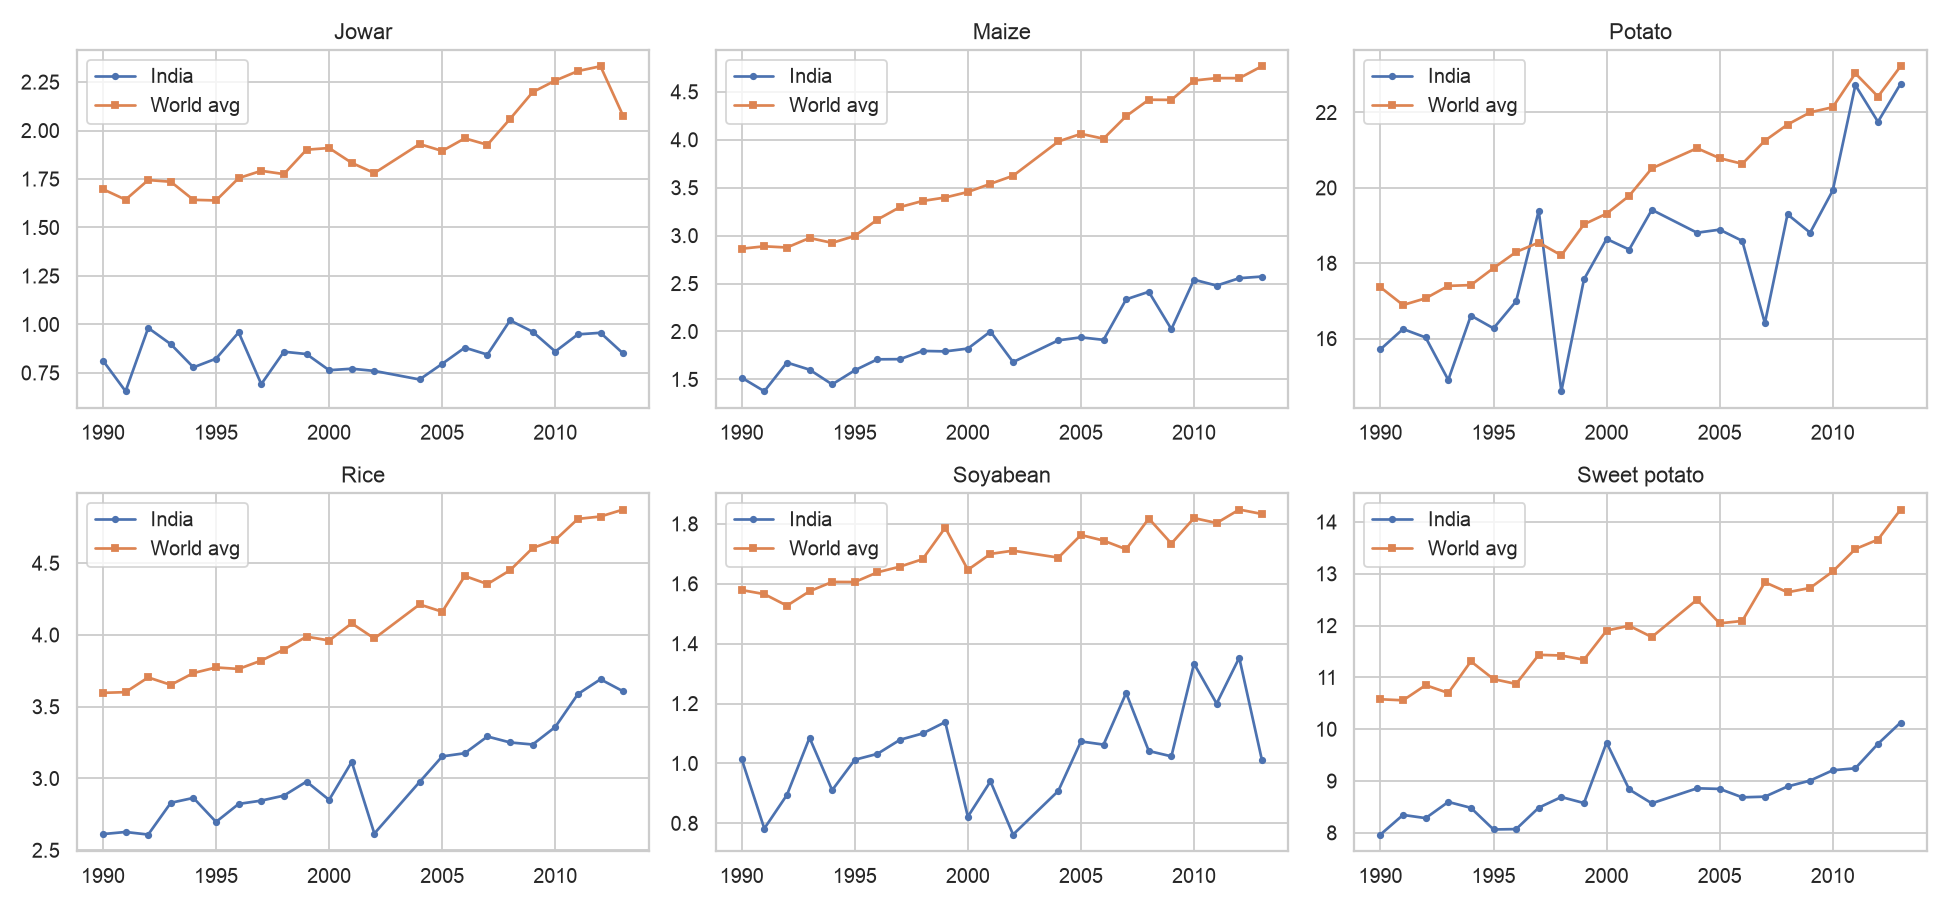 Jowar
India
World avg
2.25
2.00
1.75
1.50
1.25
1.00
0.75
1990 1995 2000 2005 2010
Maize
India
World avg
4.5
4.0
3.5
3.0
2.5
2.0
1.5
1990 1995 2000 2005 2010
Potato
India
World avg
22
20
18
16
1990 1995 2000 2005 2010
Rice
India
World avg
4.5
4.0
3.5
3.0
2.5
1990 1995 2000 2005 2010
Soyabean
India
World avg
1.8
1.6
1.4
1.2
1.0
0.8
1990 1995 2000 2005 2010
Sweet potato
India
World avg
14
13
12
11
10
9
8
1990 1995 2000 2005 2010